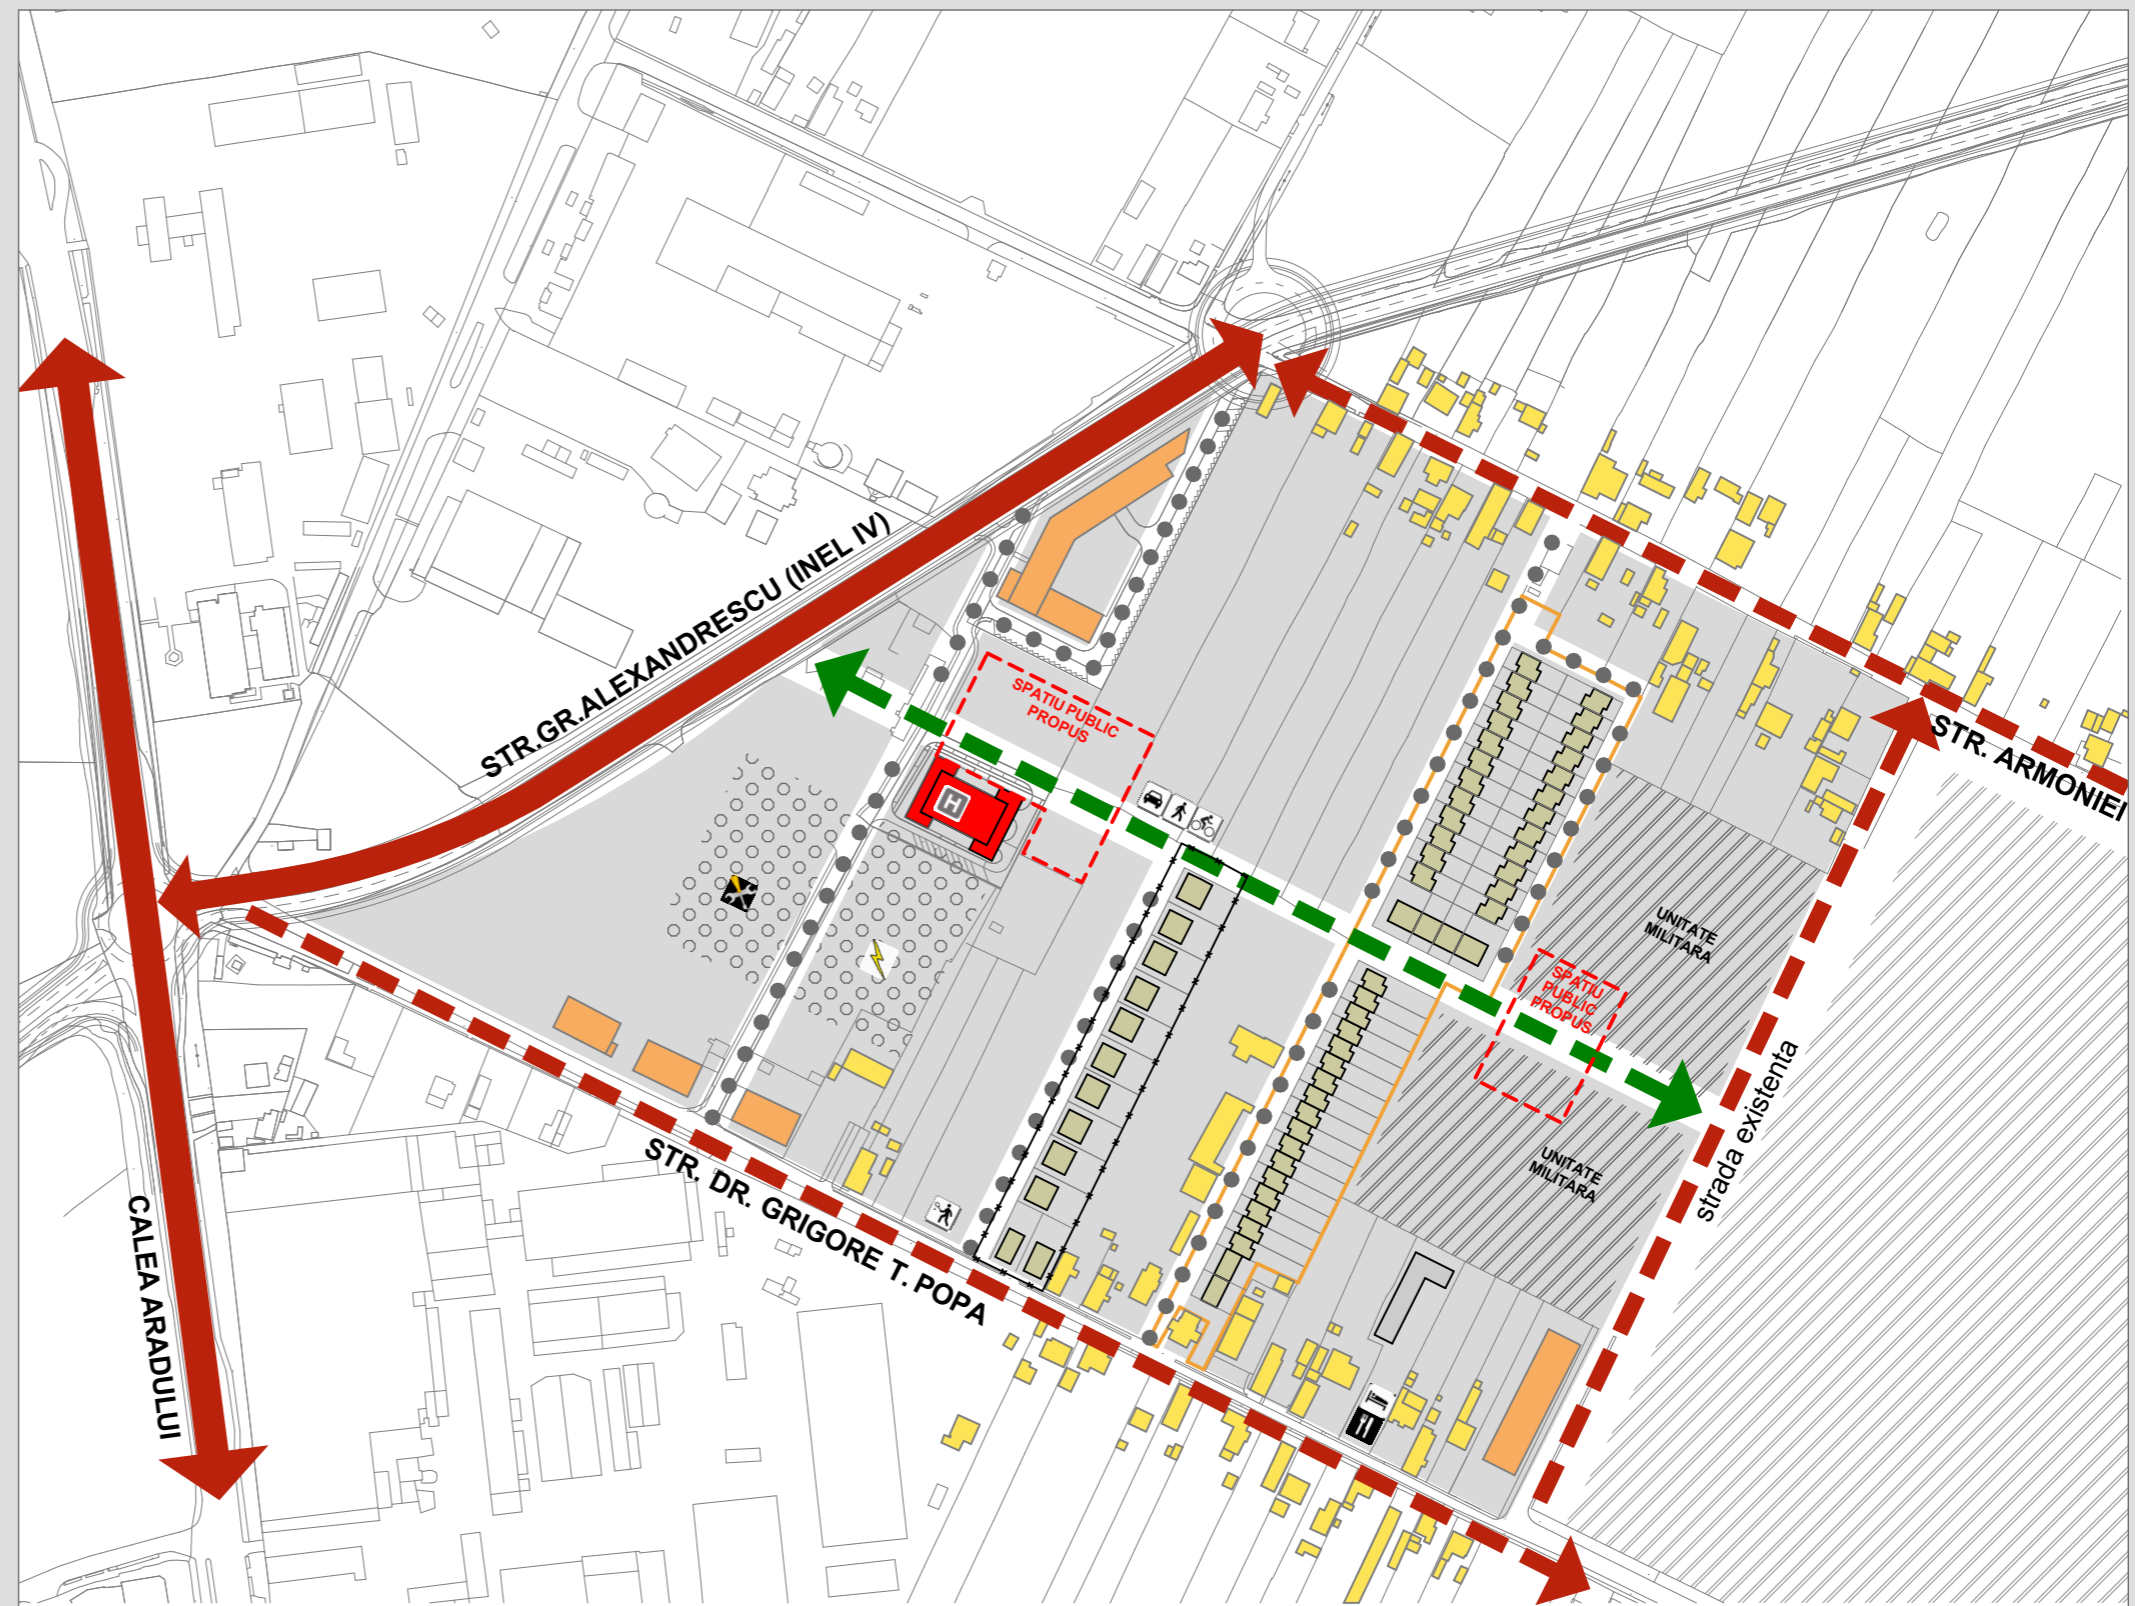 STR.GR.ALEXANDRESCU (INEL IV)
SPATIU PUBLIC
PROPUS
H
STR. ARMONIEI
UNITATE
MILITARA
SPATIU
PUBLIC
PROPUS
strada existenta
UNITATE
MILITARA
STR. DR. GRIGORE T. POPA
CALEA ARADULUI